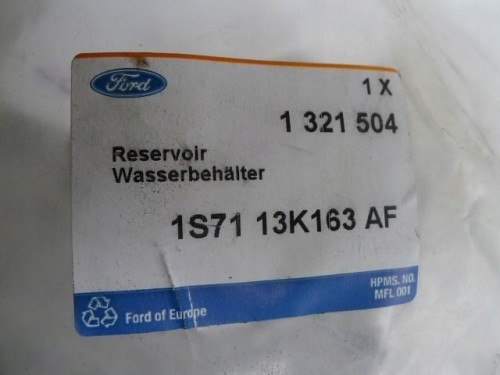 Ford
1 X
1 321 504
Reservoir
Wasserbehälter
1S71 13K163 AF
HPMS. NO.
MFL 001
Ford of Europe